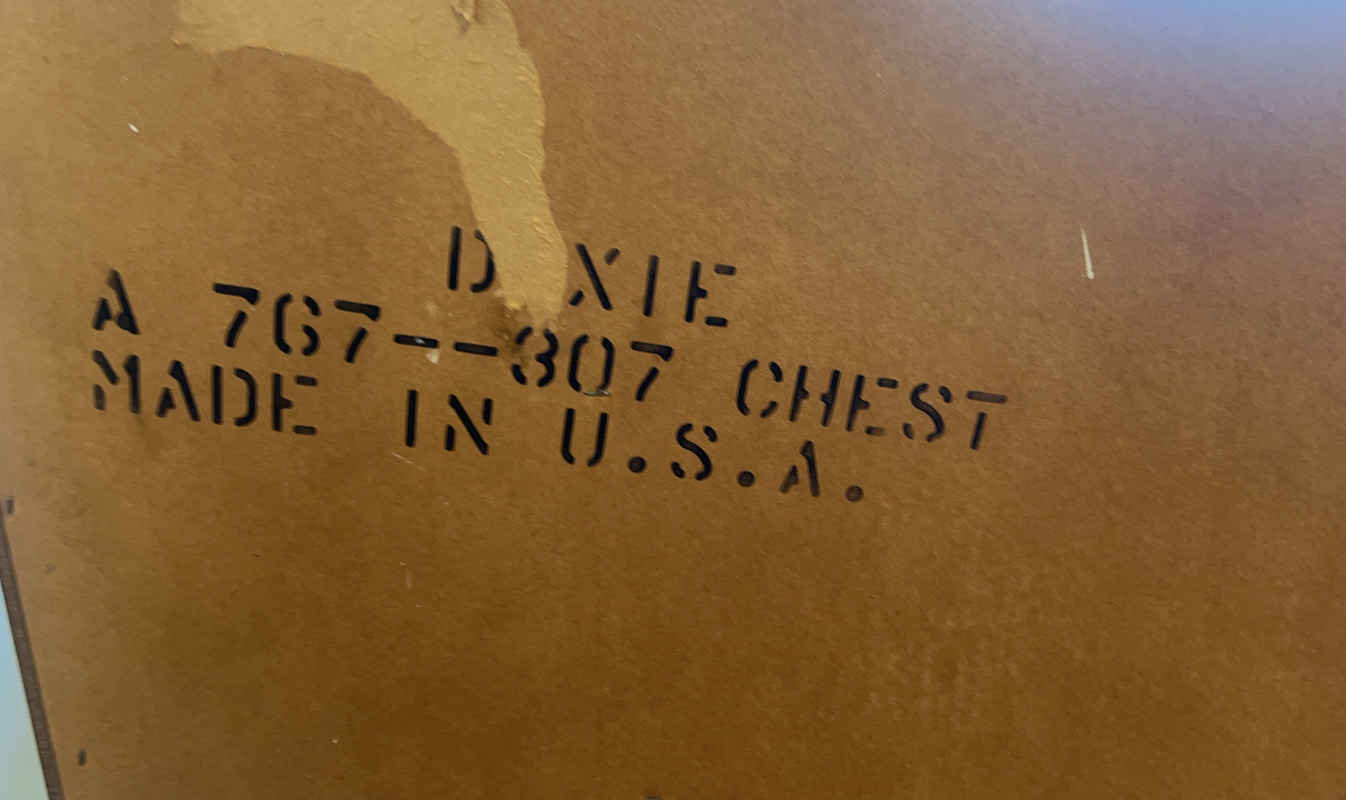 D XIE
A 767--307 CHEST
MADE IN U.S.A.